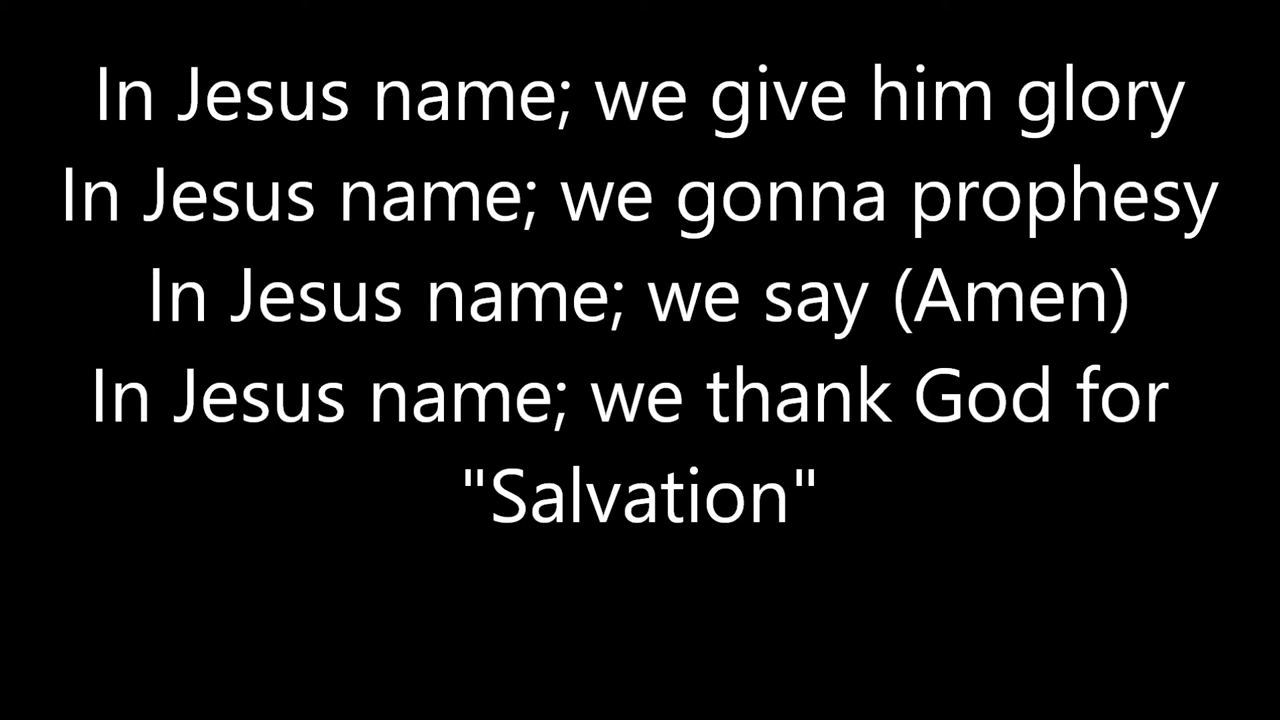 In Jesus name; we give him glory
In Jesus name; we gonna prophesy
In Jesus name; we say (Amen)
In Jesus name; we thank God for
"Salvation"